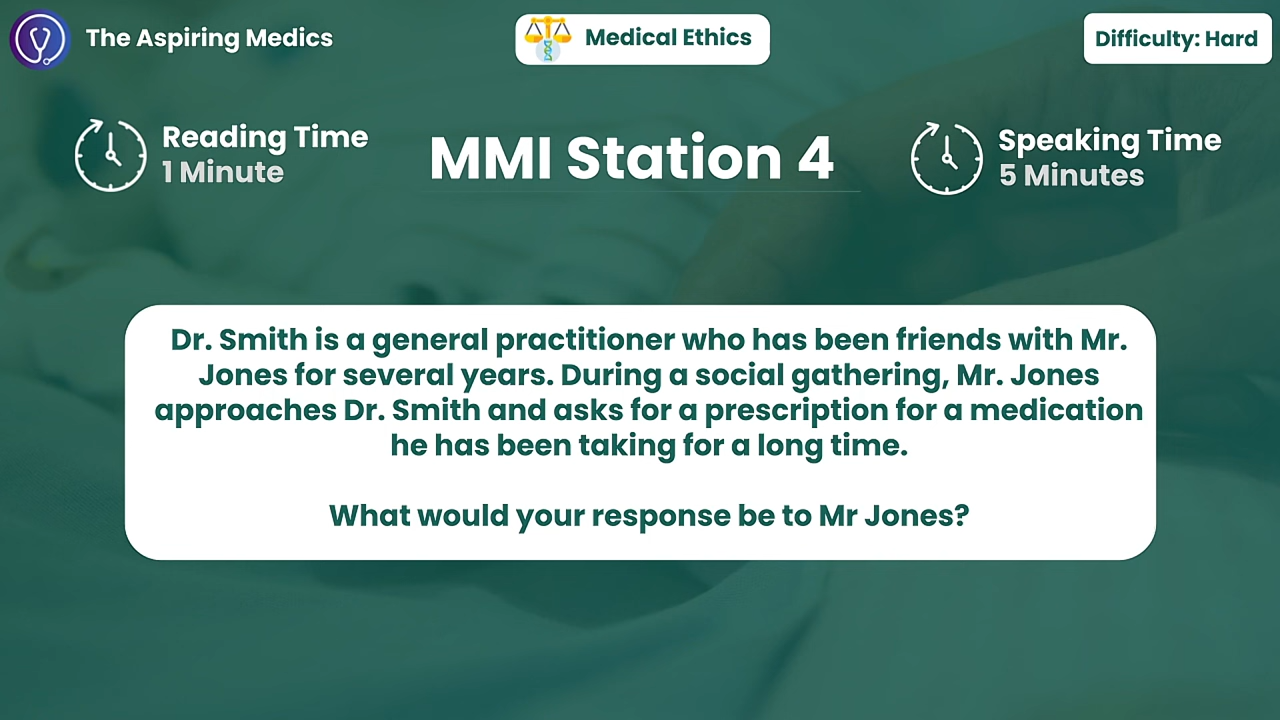 The Aspiring Medics
Medical Ethics
Difficulty: Hard
Reading Time
1 Minute
MMI Station 4
Speaking Time
5 Minutes
Dr. Smith is a general practitioner who has been friends with Mr.
Jones for several years. During a social gathering, Mr. Jones
approaches Dr. Smith and asks for a prescription for a medication
he has been taking for a long time.
What would your response be to Mr Jones?